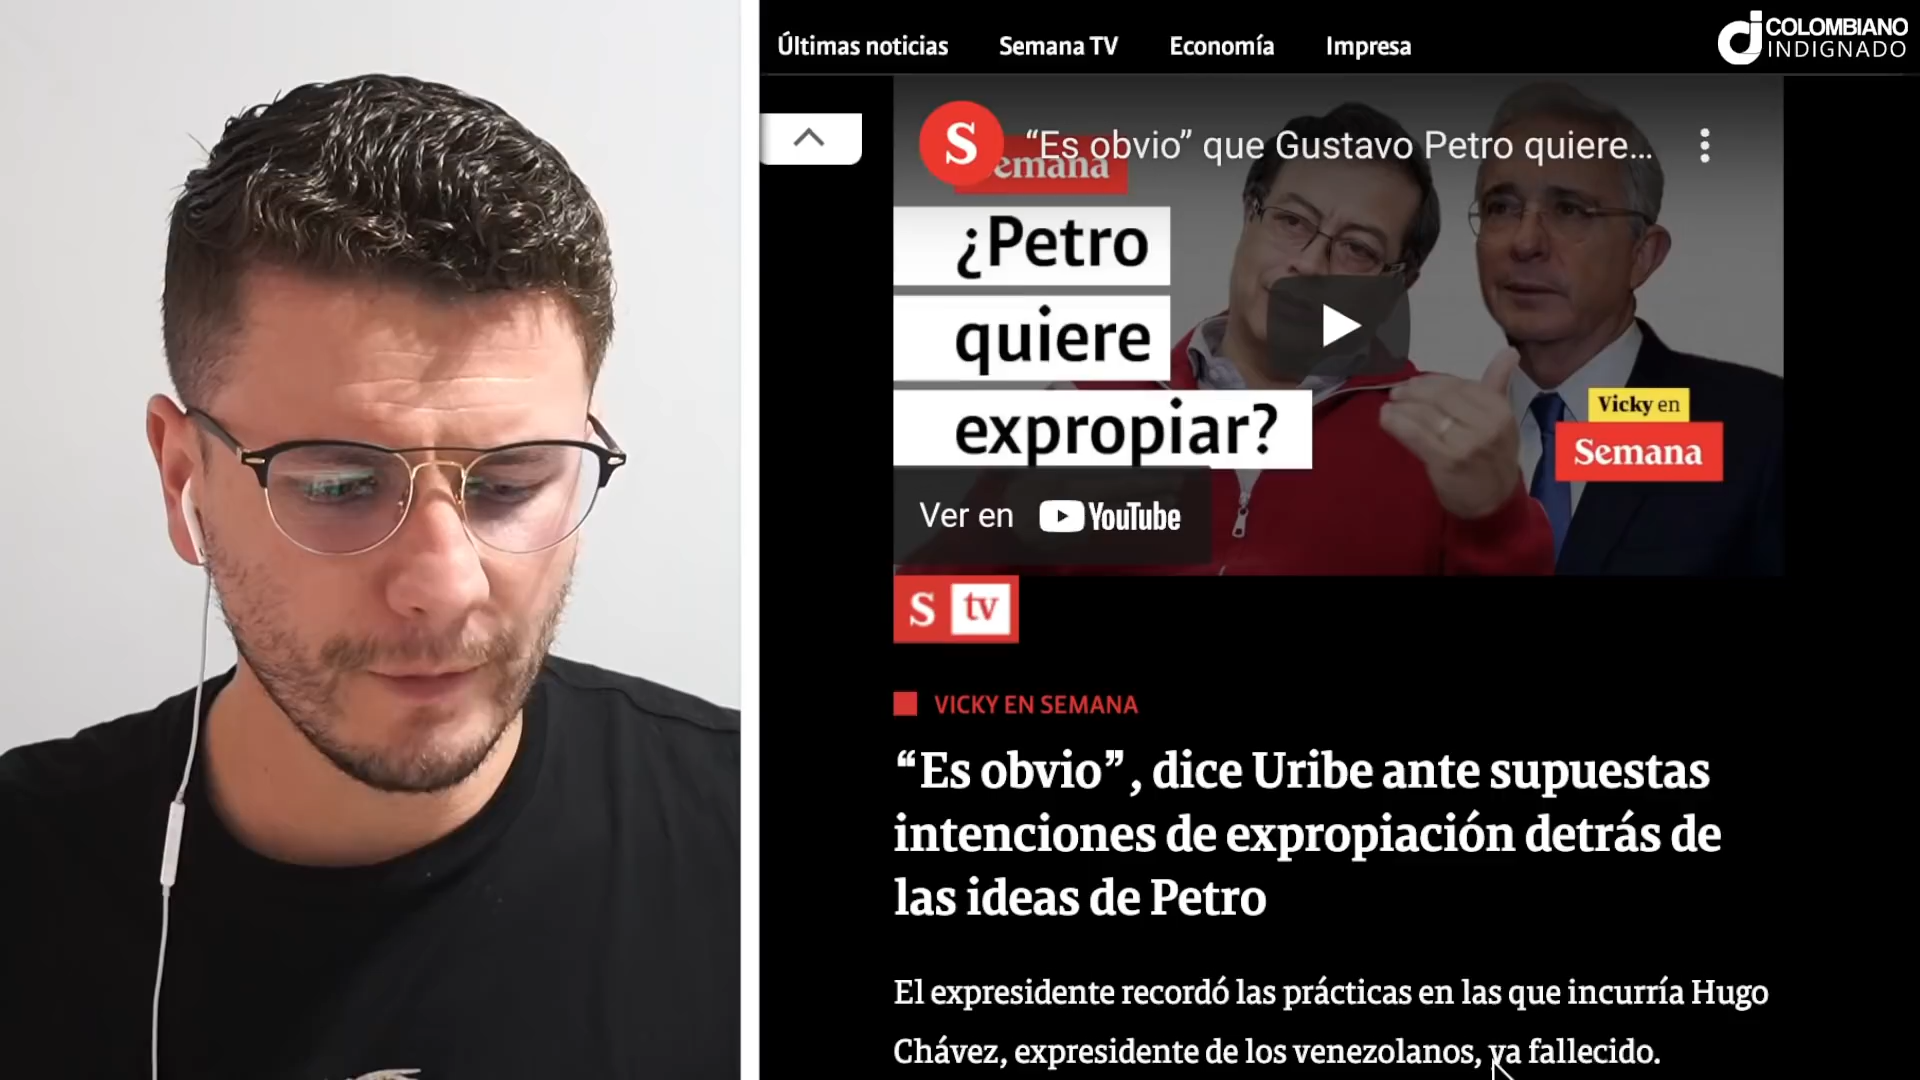 Últimas noticias Semana TV Economía Impresa
COLOMBIANO
INDIGNADO
S “Es obvio” que Gustavo Petro quiere...
emana
¿Petro
quiere
expropiar?
Vicky en
Semana
Ver en YouTube
S tv
VICKY EN SEMANA
“Es obvio”, dice Uribe ante supuestas
intenciones de expropiación detrás de
las ideas de Petro
El expresidente recordó las prácticas en las que incurría Hugo
Chávez, expresidente de los venezolanos, ya fallecido.